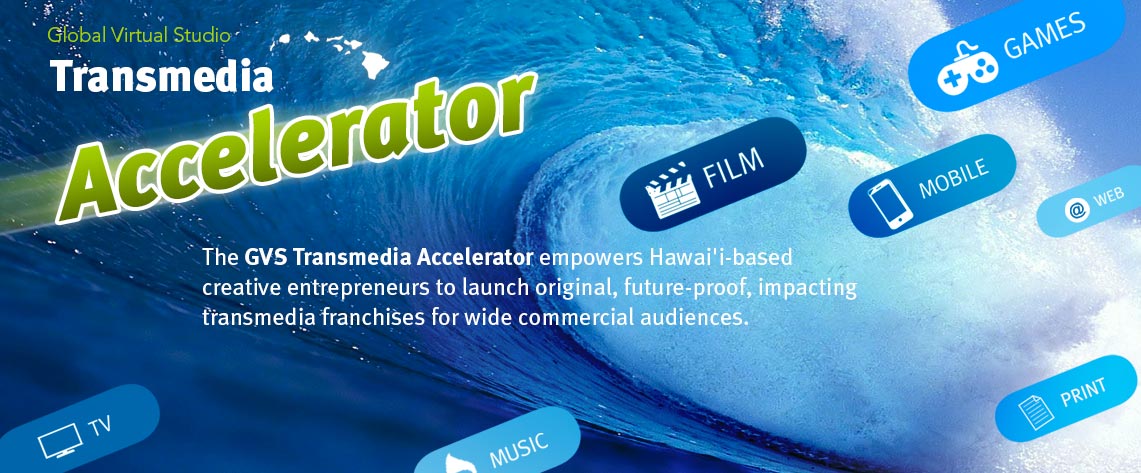 Global Virtual Studio
Transmedia
Accelerator
GAMES
FILM
MOBILE
@ WEB
The GVS Transmedia Accelerator empowers Hawai'i-based
creative entrepreneurs to launch original, future-proof, impacting
transmedia franchises for wide commercial audiences.
PRINT
TV
MUSIC